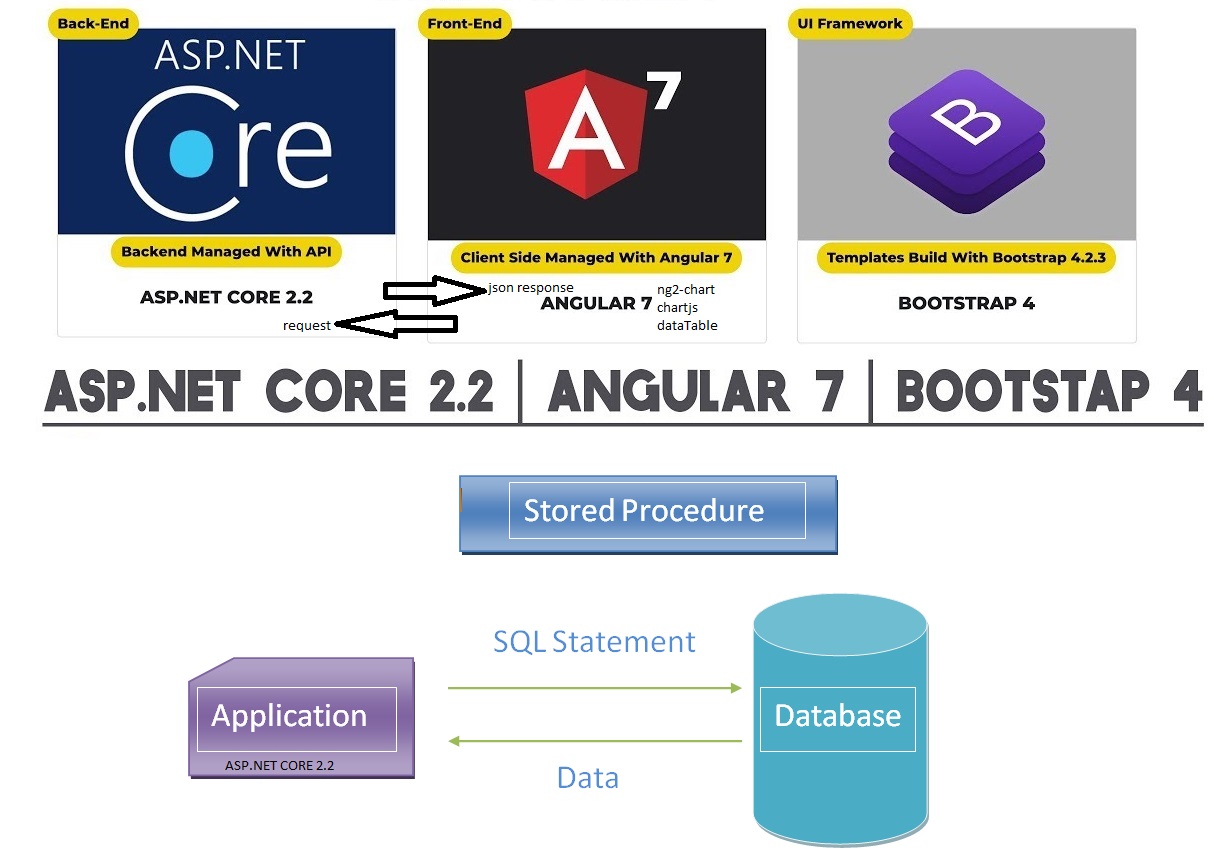 Back-End
Front-End
UI Framework
ASP.NET
Core
A
7
B
Backend Managed With API
Client Side Managed With Angular 7
Templates Build With Bootstrap 4.2.3
ASP.NET CORE 2.2
request
json response
ANGULAR 7
ng2-chart
chartjs
dataTable
BOOTSTRAP 4
ASP.NET CORE 2.2 | ANGULAR 7 | BOOTSTAP 4
Stored Procedure
SQL Statement
Application
ASP.NET CORE 2.2
Database
Data